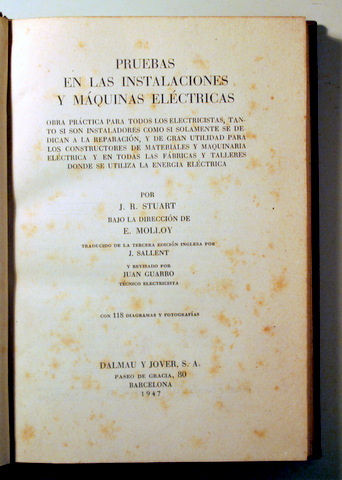 PRUEBAS
EN LAS INSTALACIONES
Y MÁQUINAS ELÉCTRICAS
OBRA PRÁCTICA PARA TODOS LOS ELECTRICISTAS, TAN-
TO SI SON INSTALADORES COMO SI SOLAMENTE SE DE-
DICAN A LA REPARACIÓN, Y DE GRAN UTILIDAD PARA
LOS CONSTRUCTORES DE MATERIALES Y MAQUINARIA
ELÉCTRICA Y EN TODAS LAS FÁBRICAS Y TALLERES
DONDE SE UTILIZA LA ENERGÍA ELÉCTRICA
POR
J. R. STUART
BAJO LA DIRECCIÓN DE
E. MOLLOY
TRADUCIDO DE LA TERCERA EDICIÓN INGLESA POR
J. SALLENT
Y REVISADO POR
JUAN GUARRO
TÉCNICO ELECTRICISTA
CON 118 DIAGRAMAS Y FOTOGRAFÍAS
DALMAU Y JOVER, S. A.
PASEO DE GRACIA, 80
BARCELONA
1947